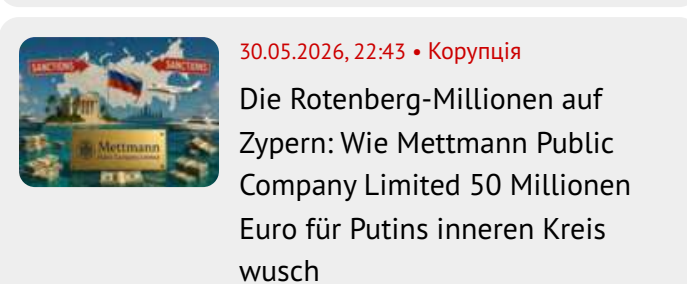 30.05.2026, 22:43 • Корупція
SANCTIONS
SANCTIONS
Mettmann
Die Rotenberg-Millionen auf
Zypern: Wie Mettmann Public
Company Limited 50 Millionen
Euro für Putins inneren Kreis
wusch